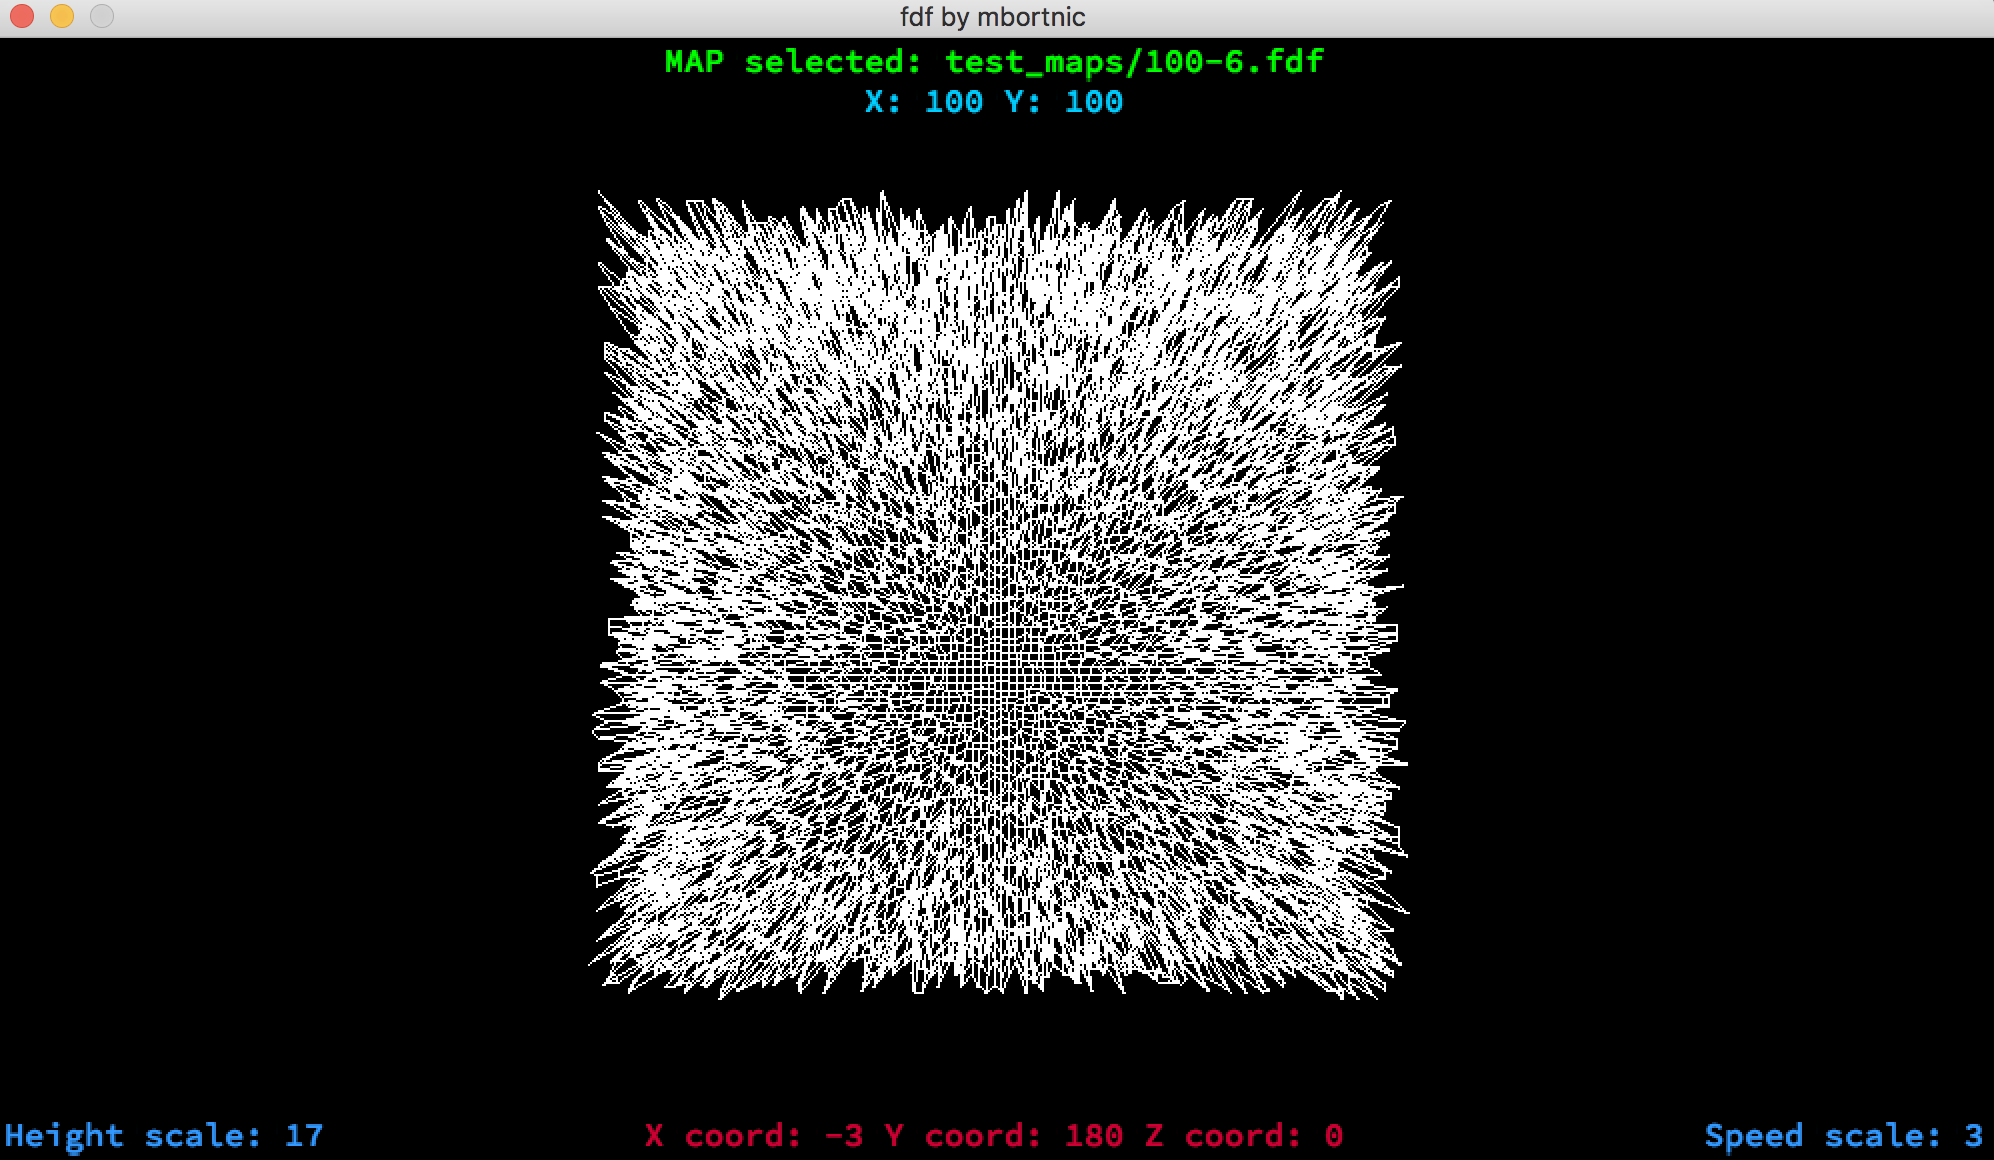 fdf by mbortnic
MAP selected: test_maps/100-6.fdf
X: 100 Y: 100
Height scale: 17
X coord: -3 Y coord: 180 Z coord: 0
Speed scale: 3